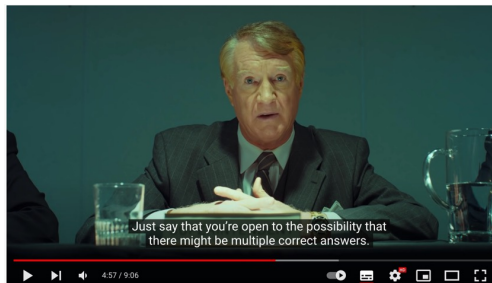 Just say that you're open to the possibility that
there might be multiple correct answers.
4:57 / 9:06